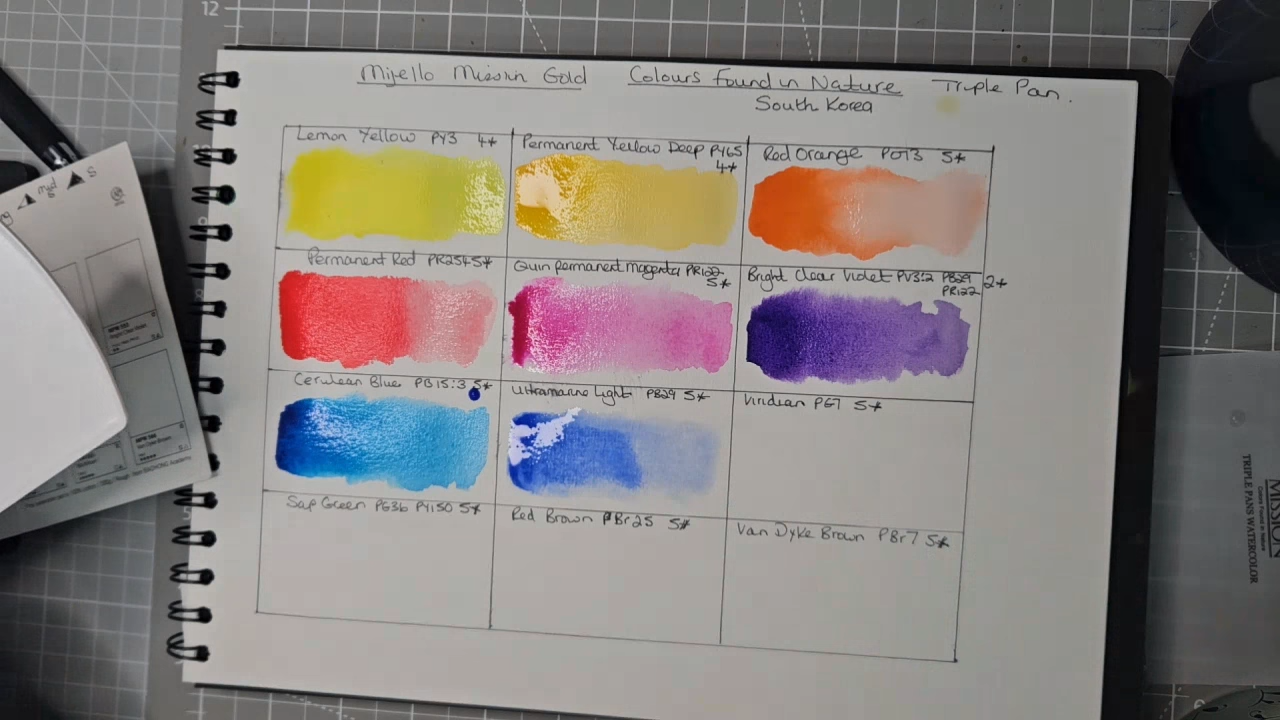 12
Mijello Mission Gold Colours Found in Nature Triple Pan.
South Korea
Lemon Yellow PY3 4*
Permanent Yellow Deep PY65
4*
Red Orange PO73 5*
Permanent Red PR254 5*
Quin permanent Magenta PR122
5*
Bright Clear Violet PV32 PB29 2*
PR122
Cerulean Blue PB15:3 5*
Ultramarine Light PB29 5*
Viridian PG7 5*
Sap Green PG36 PY150 5*
Red Brown PBr25 5*
Van Dyke Brown PBr7 5*
MISSION
TRIPLE PANS WATERCOLOR